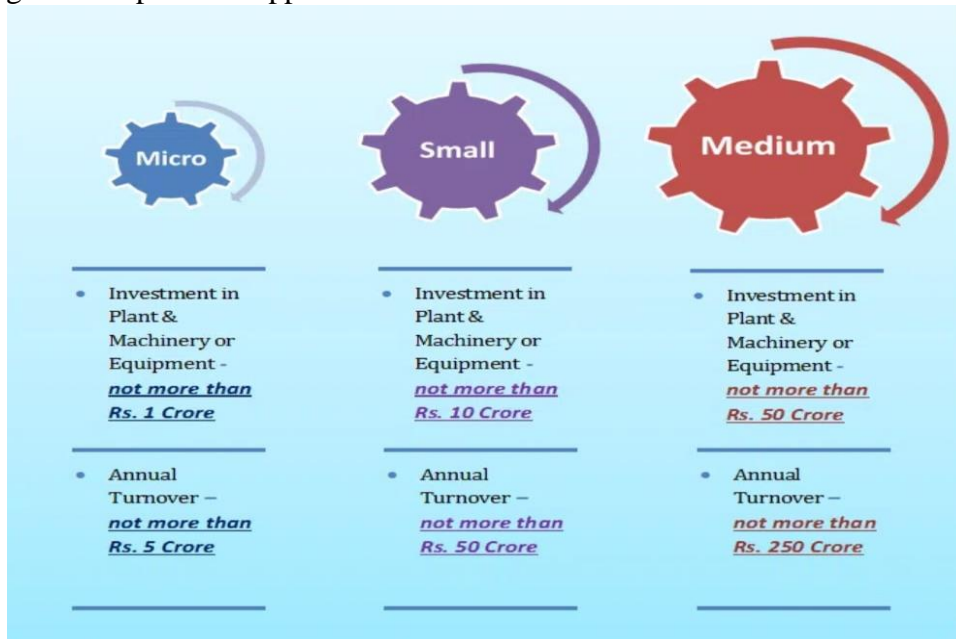 Micro
Small
Medium
• Investment in
Plant &
Machinery or
Equipment -
not more than
Rs. 1 Crore
• Annual
Turnover –
not more than
Rs. 5 Crore
• Investment in
Plant &
Machinery or
Equipment -
not more than
Rs. 10 Crore
• Annual
Turnover –
not more than
Rs. 50 Crore
• Investment in
Plant &
Machinery or
Equipment -
not more than
Rs. 50 Crore
• Annual
Turnover –
not more than
Rs. 250 Crore